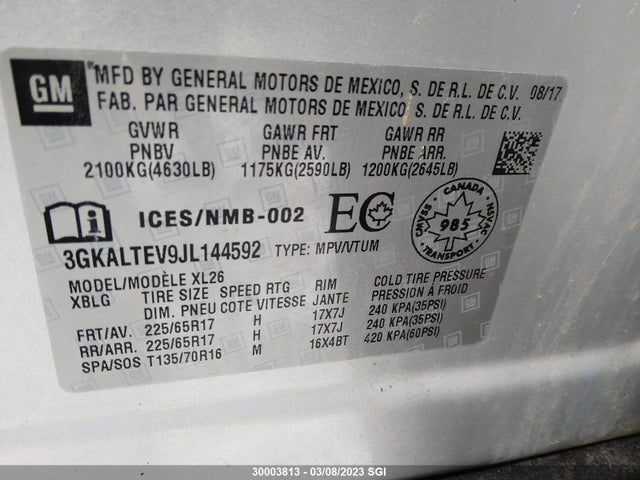 GM
MFD BY GENERAL MOTORS DE MEXICO, S. DE R.L. DE C.V. 08/17
FAB. PAR GENERAL MOTORS DE MEXICO, S. DE R.L. DE C.V.
GVWR GAWR FRT GAWR RR
PNBV PNBE AV. PNBE ARR.
2100KG(4630LB) 1175KG(2590LB) 1200KG(2645LB)
ICES/NMB-002 EC
CANADA
CMVSS 985 NSVAC
TRANSPORT
3GKALTEV9JL144592 TYPE: MPV/VTUM
MODEL/MODÈLE XL26
XBLG TIRE SIZE SPEED RTG RIM COLD TIRE PRESSURE
DIM. PNEU COTE VITESSE JANTE PRESSION À FROID
FRT/AV. 225/65R17 H 17X7J 240 KPA(35PSI)
RR/ARR. 225/65R17 H 17X7J 240 KPA(35PSI)
SPA/SOS T135/70R16 M 16X4BT 420 KPA(60PSI)
30003813 - 03/08/2023 SGI